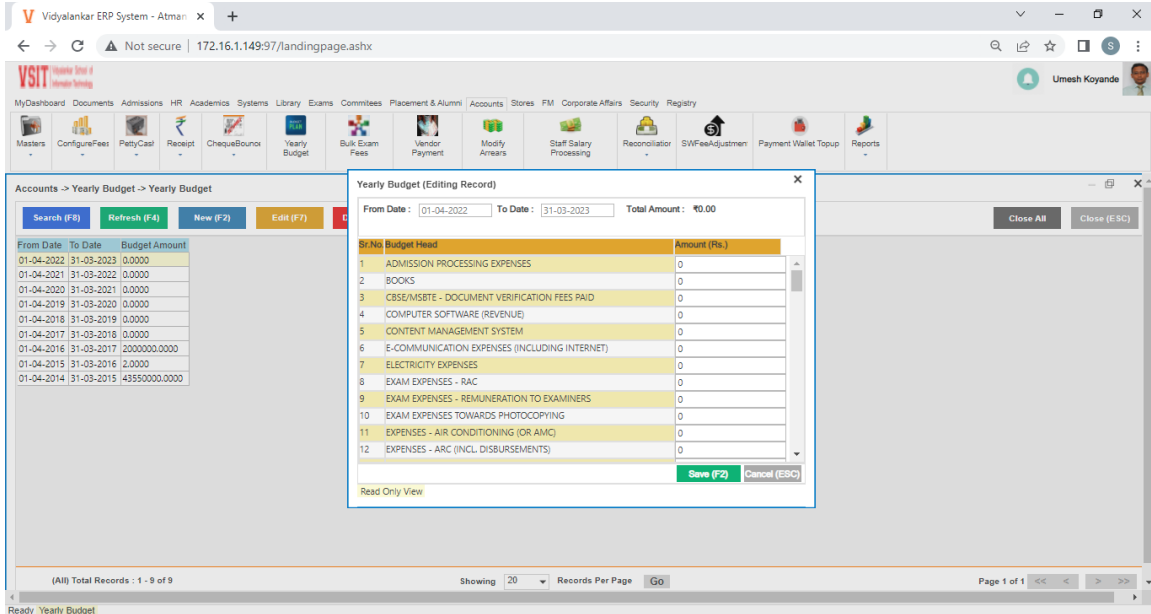 Vidyalankar ERP System - Atman
Not secure 172.16.1.149:97/landingpage.ashx
S
VSIT Vidyalankar School of
Information Technology
Umesh Koyande
MyDashboard Documents Admissions HR Academics Systems Library Exams Commitees Placement & Alumni Accounts Stores FM Corporate Affairs Security Registry
Masters ConfigureFees PettyCash Receipt ChequeBounce Yearly Budget Bulk Exam Fees Vendor Payment Modify Arrears Staff Salary Processing Reconciliation SWFeeAdjustmen Payment Wallet Topup Reports
Accounts -> Yearly Budget -> Yearly Budget
Search (F8) Refresh (F4) New (F2) Edit (F7) D Close All Close (ESC)
From Date To Date Budget Amount
01-04-2022 31-03-2023 0.0000
01-04-2021 31-03-2022 0.0000
01-04-2020 31-03-2021 0.0000
01-04-2019 31-03-2020 0.0000
01-04-2018 31-03-2019 0.0000
01-04-2017 31-03-2018 0.0000
01-04-2016 31-03-2017 2000000.0000
01-04-2015 31-03-2016 2.0000
01-04-2014 31-03-2015 43550000.0000
Yearly Budget (Editing Record)
From Date : 01-04-2022 To Date : 31-03-2023 Total Amount : ₹0.00
Sr.No. Budget Head Amount (Rs.)
1 ADMISSION PROCESSING EXPENSES 0
2 BOOKS 0
3 CBSE/MSBTE - DOCUMENT VERIFICATION FEES PAID 0
4 COMPUTER SOFTWARE (REVENUE) 0
5 CONTENT MANAGEMENT SYSTEM 0
6 E-COMMUNICATION EXPENSES (INCLUDING INTERNET) 0
7 ELECTRICITY EXPENSES 0
8 EXAM EXPENSES - RAC 0
9 EXAM EXPENSES - REMUNERATION TO EXAMINERS 0
10 EXAM EXPENSES TOWARDS PHOTOCOPYING 0
11 EXPENSES - AIR CONDITIONING (OR AMC) 0
12 EXPENSES - ARC (INCL. DISBURSEMENTS) 0
Save (F2) Cancel (ESC)
Read Only View
(All) Total Records : 1 - 9 of 9 Showing 20 Records Per Page Go Page 1 of 1 << < > >>
Ready Yearly Budget